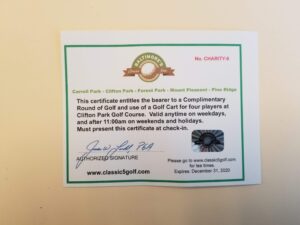 BALTIMORE'S
No. CHARITY-8
Carroll Park - Clifton Park - Forest Park - Mount Pleasant - Pine Ridge
This certificate entitles the bearer to a Complimentary
Round of Golf and use of a Golf Cart for four players at
Clifton Park Golf Course. Valid anytime on weekdays,
and after 11:00am on weekends and holidays.
Must present this certificate at check-in.
PGA
AUTHORIZED SIGNATURE
www.classic5golf.com
Please go to www.classic5golf.com
for tee times.
Expires: December 31, 2020